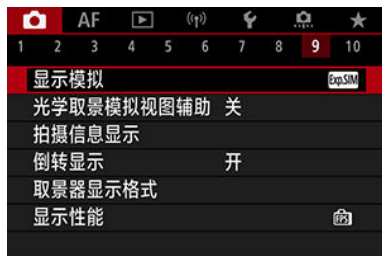 AF
1 2 3 4 5 6 7 8 9 10
显示模拟 Exp.SIM
光学取景模拟视图辅助 关
拍摄信息显示
倒转显示 开
取景器显示格式
显示性能 FPS